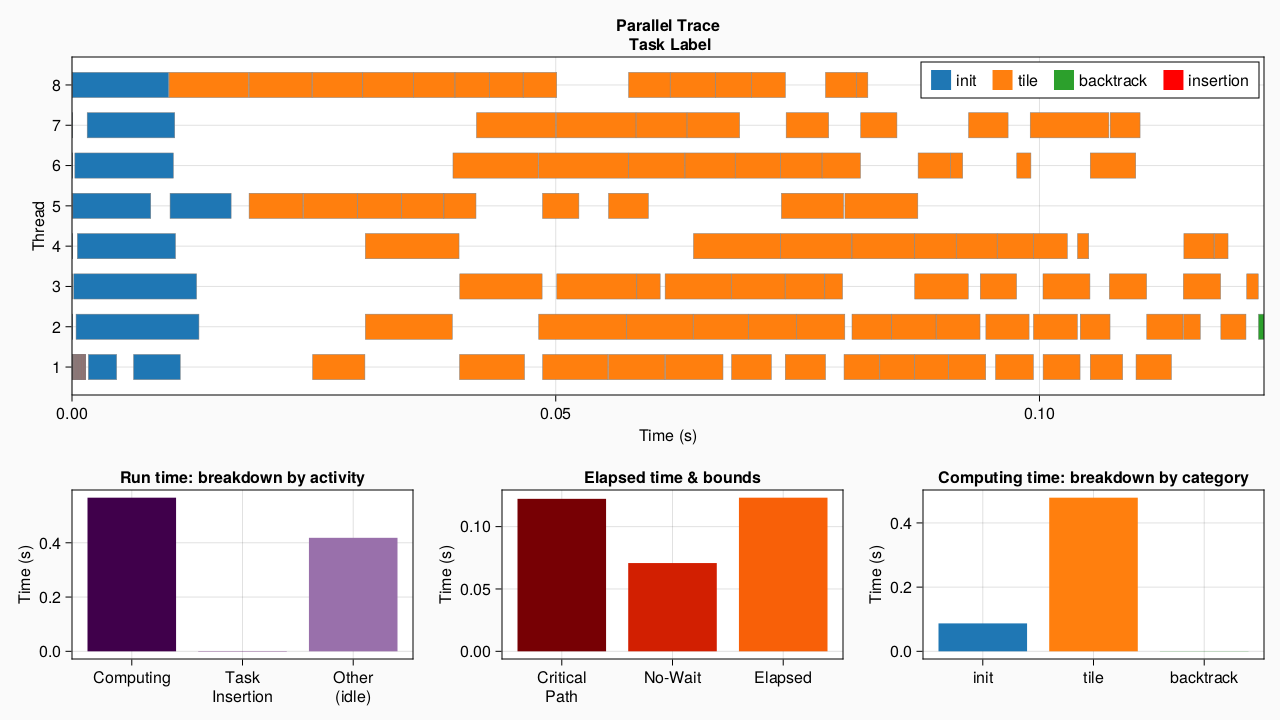 Parallel Trace
Task Label
init tile backtrack insertion
8
7
6
5
4
3
2
1
Thread
0.00 0.05 0.10
Time (s)
Run time: breakdown by activity
Time (s)
0.4
0.2
0.0
Computing Task Insertion Other (idle)
Elapsed time & bounds
Time (s)
0.10
0.05
0.00
Critical Path No-Wait Elapsed
Computing time: breakdown by category
Time (s)
0.4
0.2
0.0
init tile backtrack